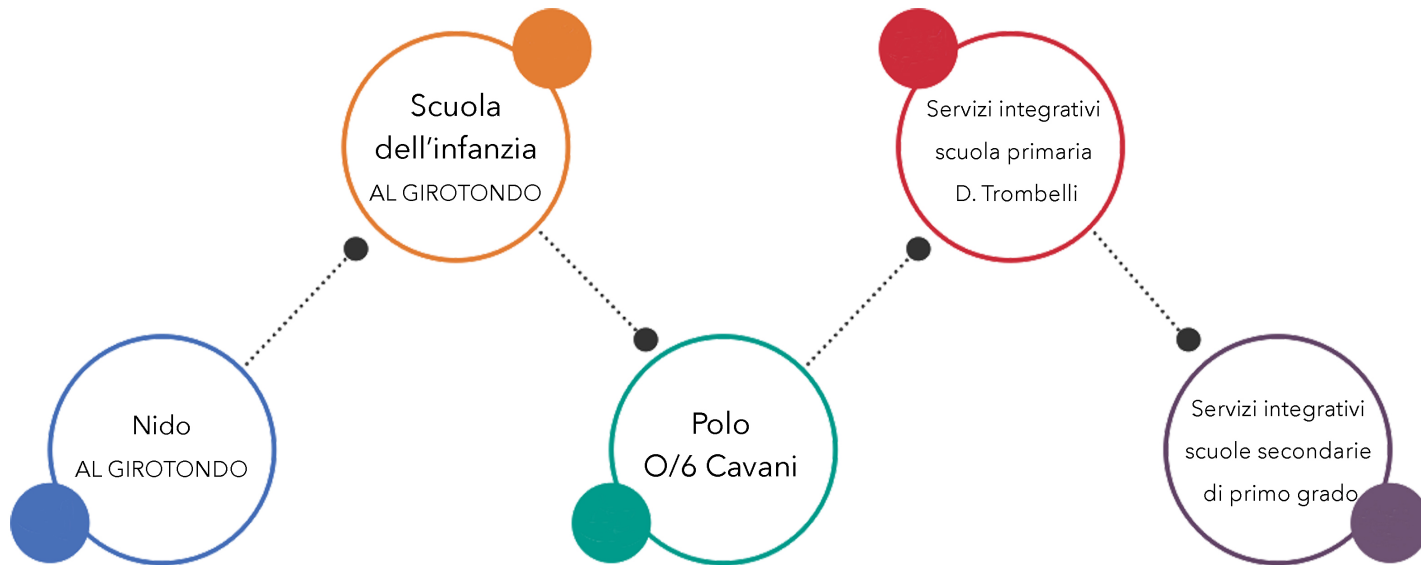 Nido
AL GIROTONDO
Scuola
dell'infanzia
AL GIROTONDO
Polo
O/6 Cavani
Servizi integrativi
scuola primaria
D. Trombelli
Servizi integrativi
scuole secondarie
di primo grado